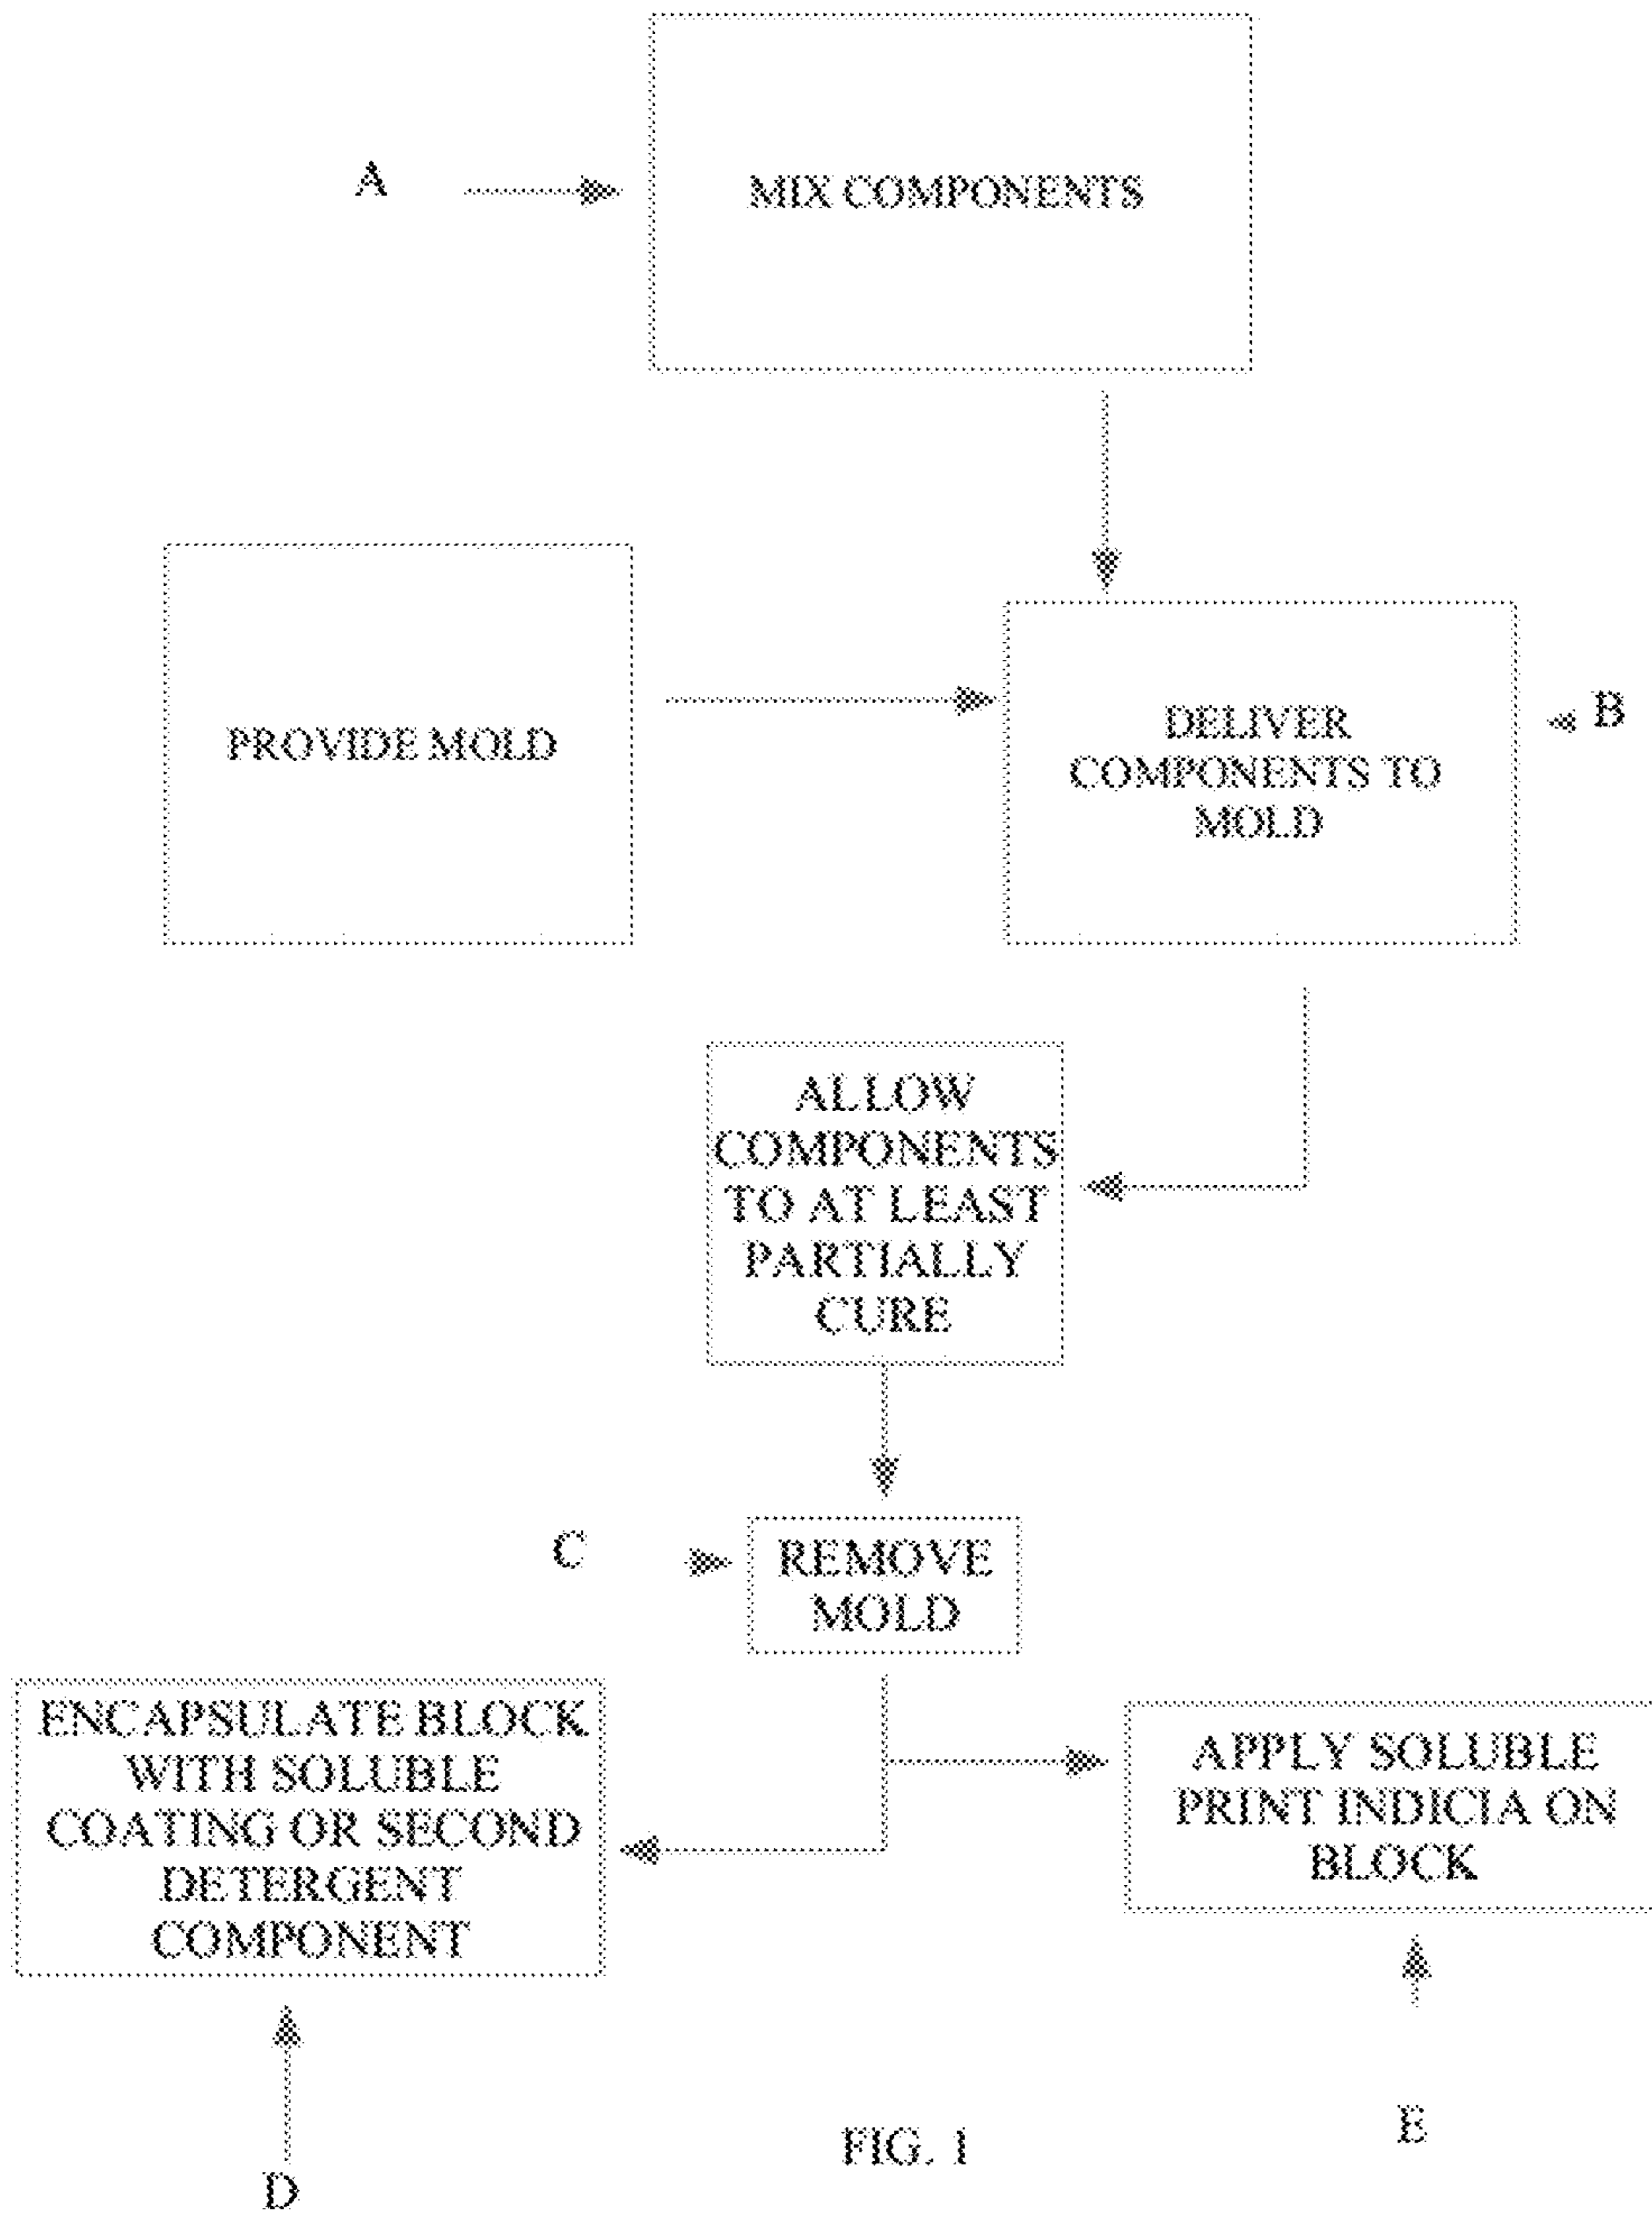 A
MIX COMPONENTS
PROVIDE MOLD
DELIVER
COMPONENTS TO
MOLD
B
ALLOW
COMPONENTS
TO AT LEAST
PARTIALLY
CURE
C
REMOVE
MOLD
ENCAPSULATE BLOCK
WITH SOLUBLE
COATING OR SECOND
DETERGENT
COMPONENT
APPLY SOLUBLE
PRINT INDICIA ON
BLOCK
D
FIG. 1
E